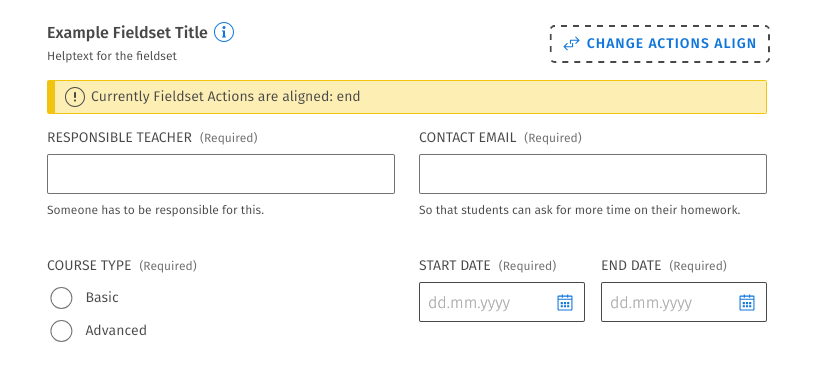 Example Fieldset Title
Helptext for the fieldset
CHANGE ACTIONS ALIGN
Currently Fieldset Actions are aligned: end
RESPONSIBLE TEACHER (Required)
Someone has to be responsible for this.
CONTACT EMAIL (Required)
So that students can ask for more time on their homework.
COURSE TYPE (Required)
Basic
Advanced
START DATE (Required)
dd.mm.yyyy
END DATE (Required)
dd.mm.yyyy